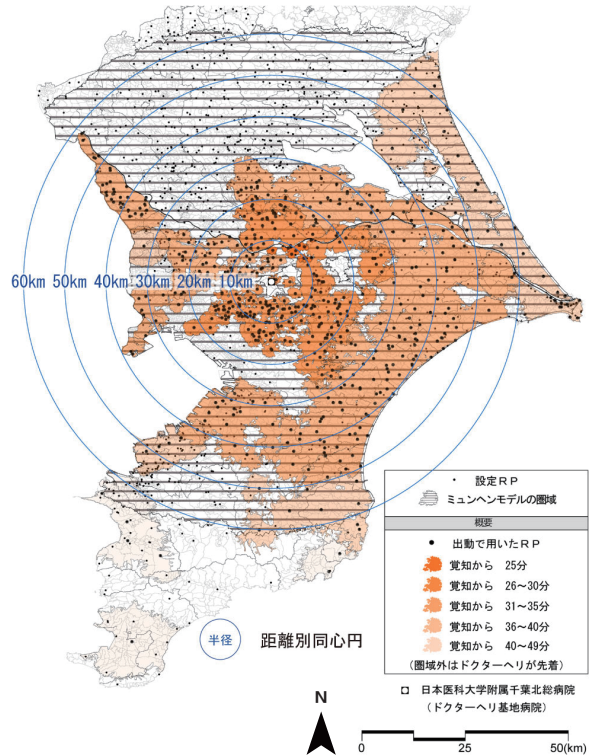 60km 50km 40km 30km 20km 10km
設定RP
ミュンヘンモデルの圏域
概要
出動で用いたRP
覚知から 25分
覚知から 26~30分
覚知から 31~35分
覚知から 36~40分
覚知から 40~49分
(圏域外はドクターヘリが先着)
半径 距離別同心円
日本医科大学附属千葉北総病院
(ドクターヘリ基地病院)
N
0 25 50(km)